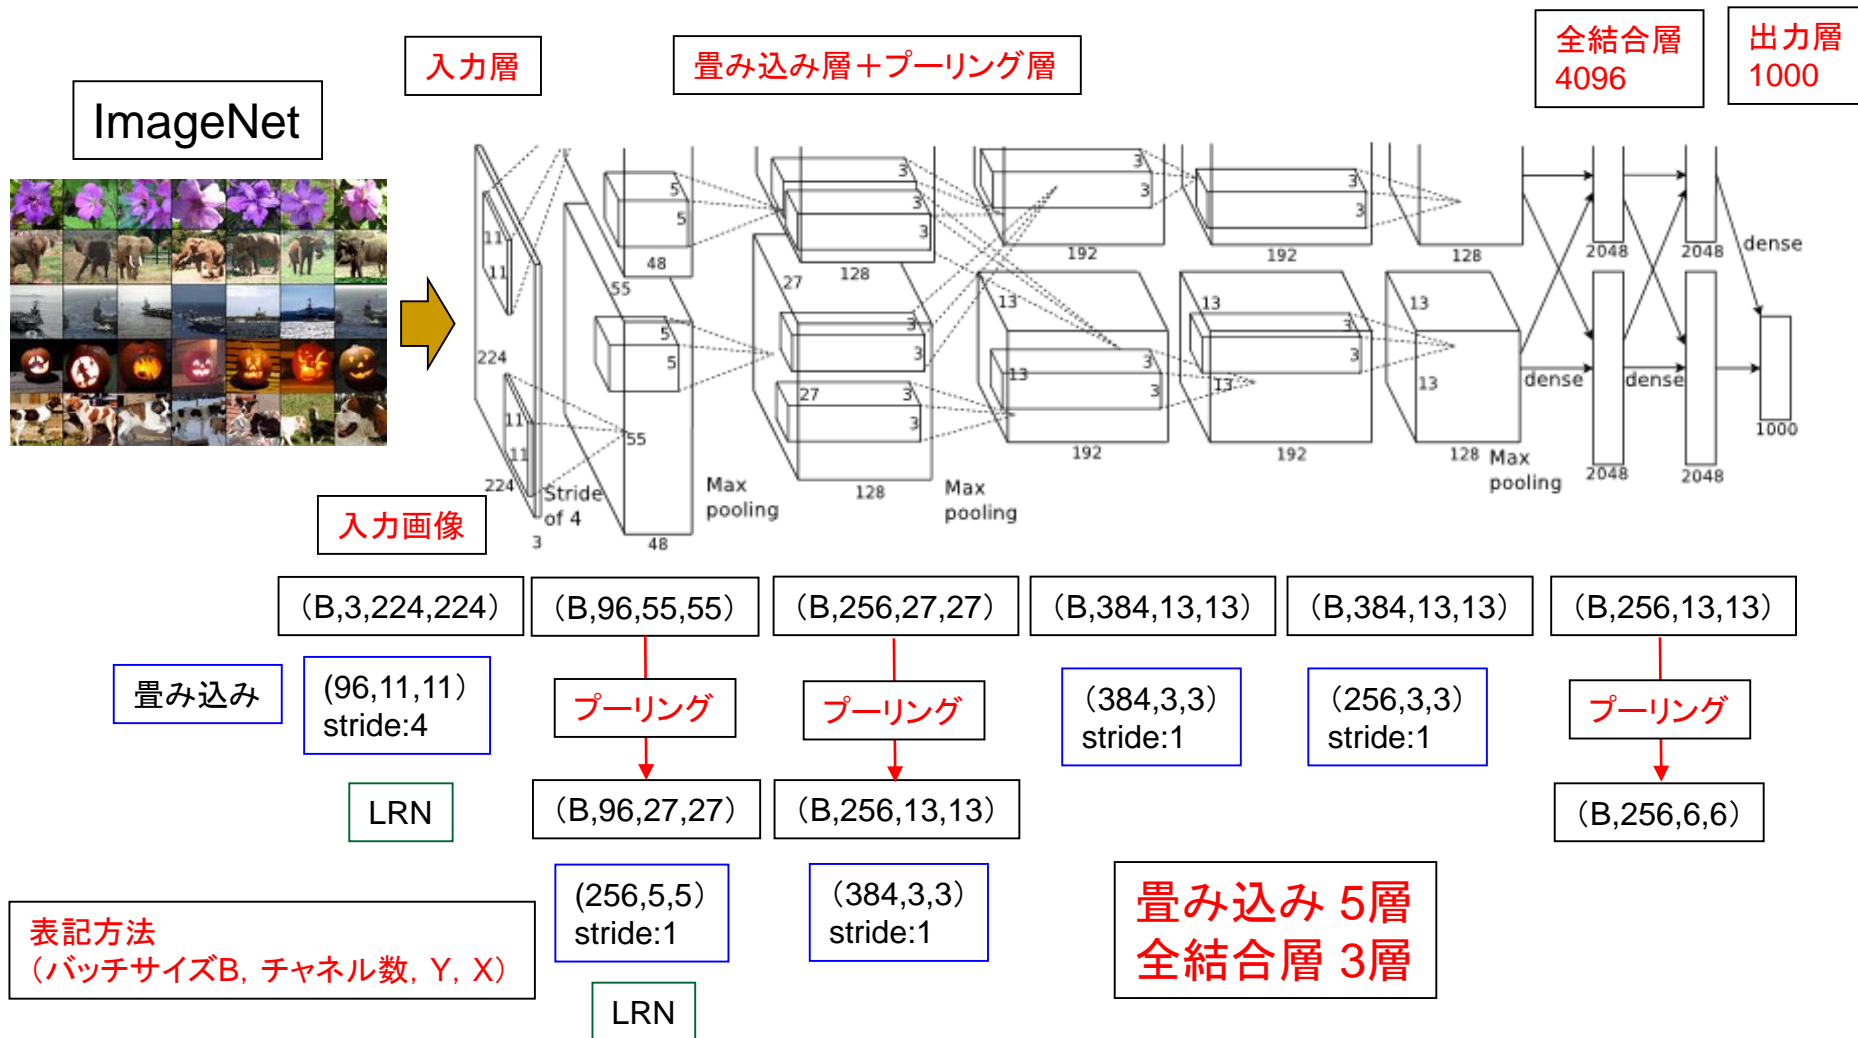 入力層
畳み込み層＋プーリング層
全結合層
4096
出力層
1000
ImageNet
11
11
224
11
11
224
3
Stride
of 4
5
5
48
55
5
5
55
48
Max
pooling
3
3
3
3
128
27
3
3
27
3
3
128
Max
pooling
3
3
192
13
13
3
3
192
3
3
192
13
3
3
13
192
128
13
13
128
Max
pooling
2048
2048
dense
dense
dense
2048
2048
1000
入力画像
（B,3,224,224）
（B,96,55,55）
（B,256,27,27）
（B,384,13,13）
（B,384,13,13）
（B,256,13,13）
畳み込み
(96,11,11）
stride:4
プーリング
プーリング
（384,3,3）
stride:1
（256,3,3）
stride:1
プーリング
LRN
（B,96,27,27）
（B,256,13,13）
（B,256,6,6）
(256,5,5）
stride:1
（384,3,3）
stride:1
畳み込み 5層
全結合層 3層
表記方法
（バッチサイズB，チャネル数，Y，X）
LRN